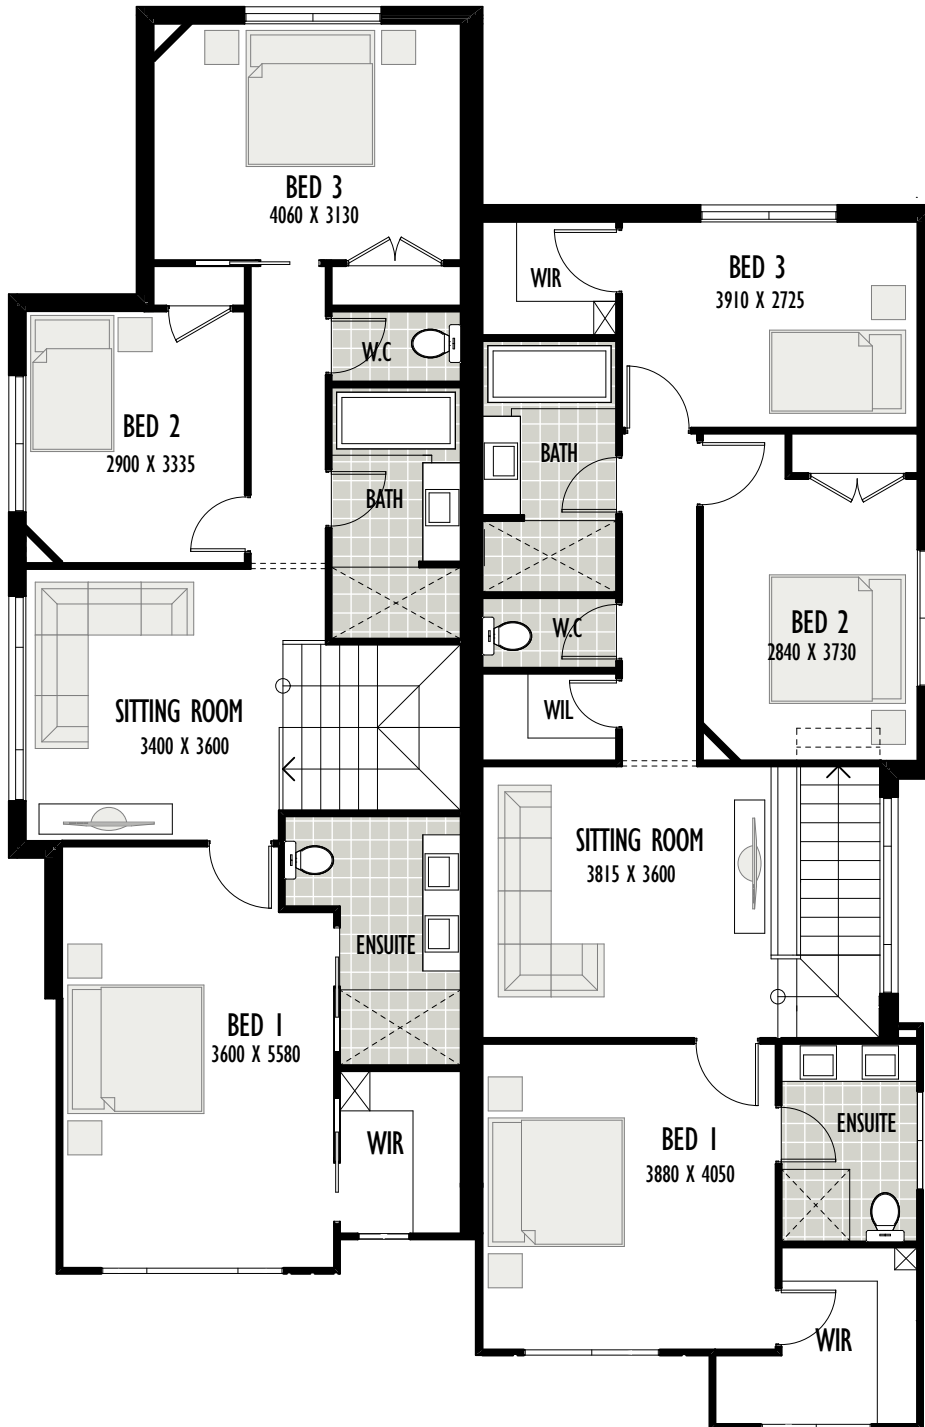 BED 3
4060 X 3130
W.C
BED 2
2900 X 3335
BATH
SITTING ROOM
3400 X 3600
ENSUITE
BED 1
3600 X 5580
WIR
WIR
BED 3
3910 X 2725
BATH
W.C
BED 2
2840 X 3730
WIL
SITTING ROOM
3815 X 3600
ENSUITE
BED 1
3880 X 4050
WIR